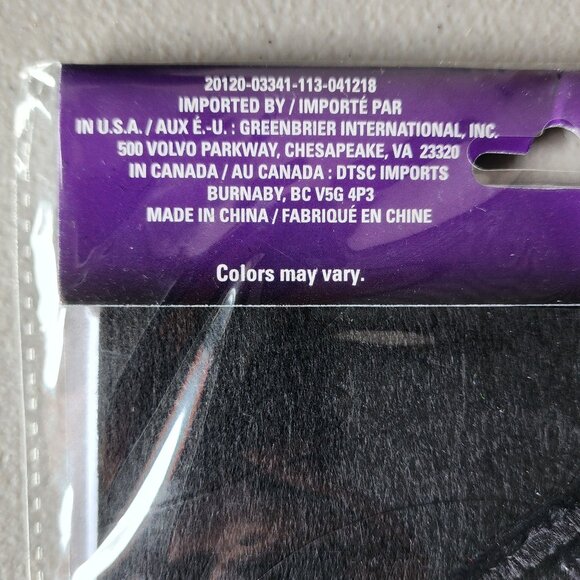 20120-03341-113-041218
IMPORTED BY / IMPORTÉ PAR
IN U.S.A. / AUX É.-U. : GREENBRIER INTERNATIONAL, INC.
500 VOLVO PARKWAY, CHESAPEAKE, VA 23320
IN CANADA / AU CANADA : DTSC IMPORTS
BURNABY, BC V5G 4P3
MADE IN CHINA / FABRIQUÉ EN CHINE
Colors may vary.